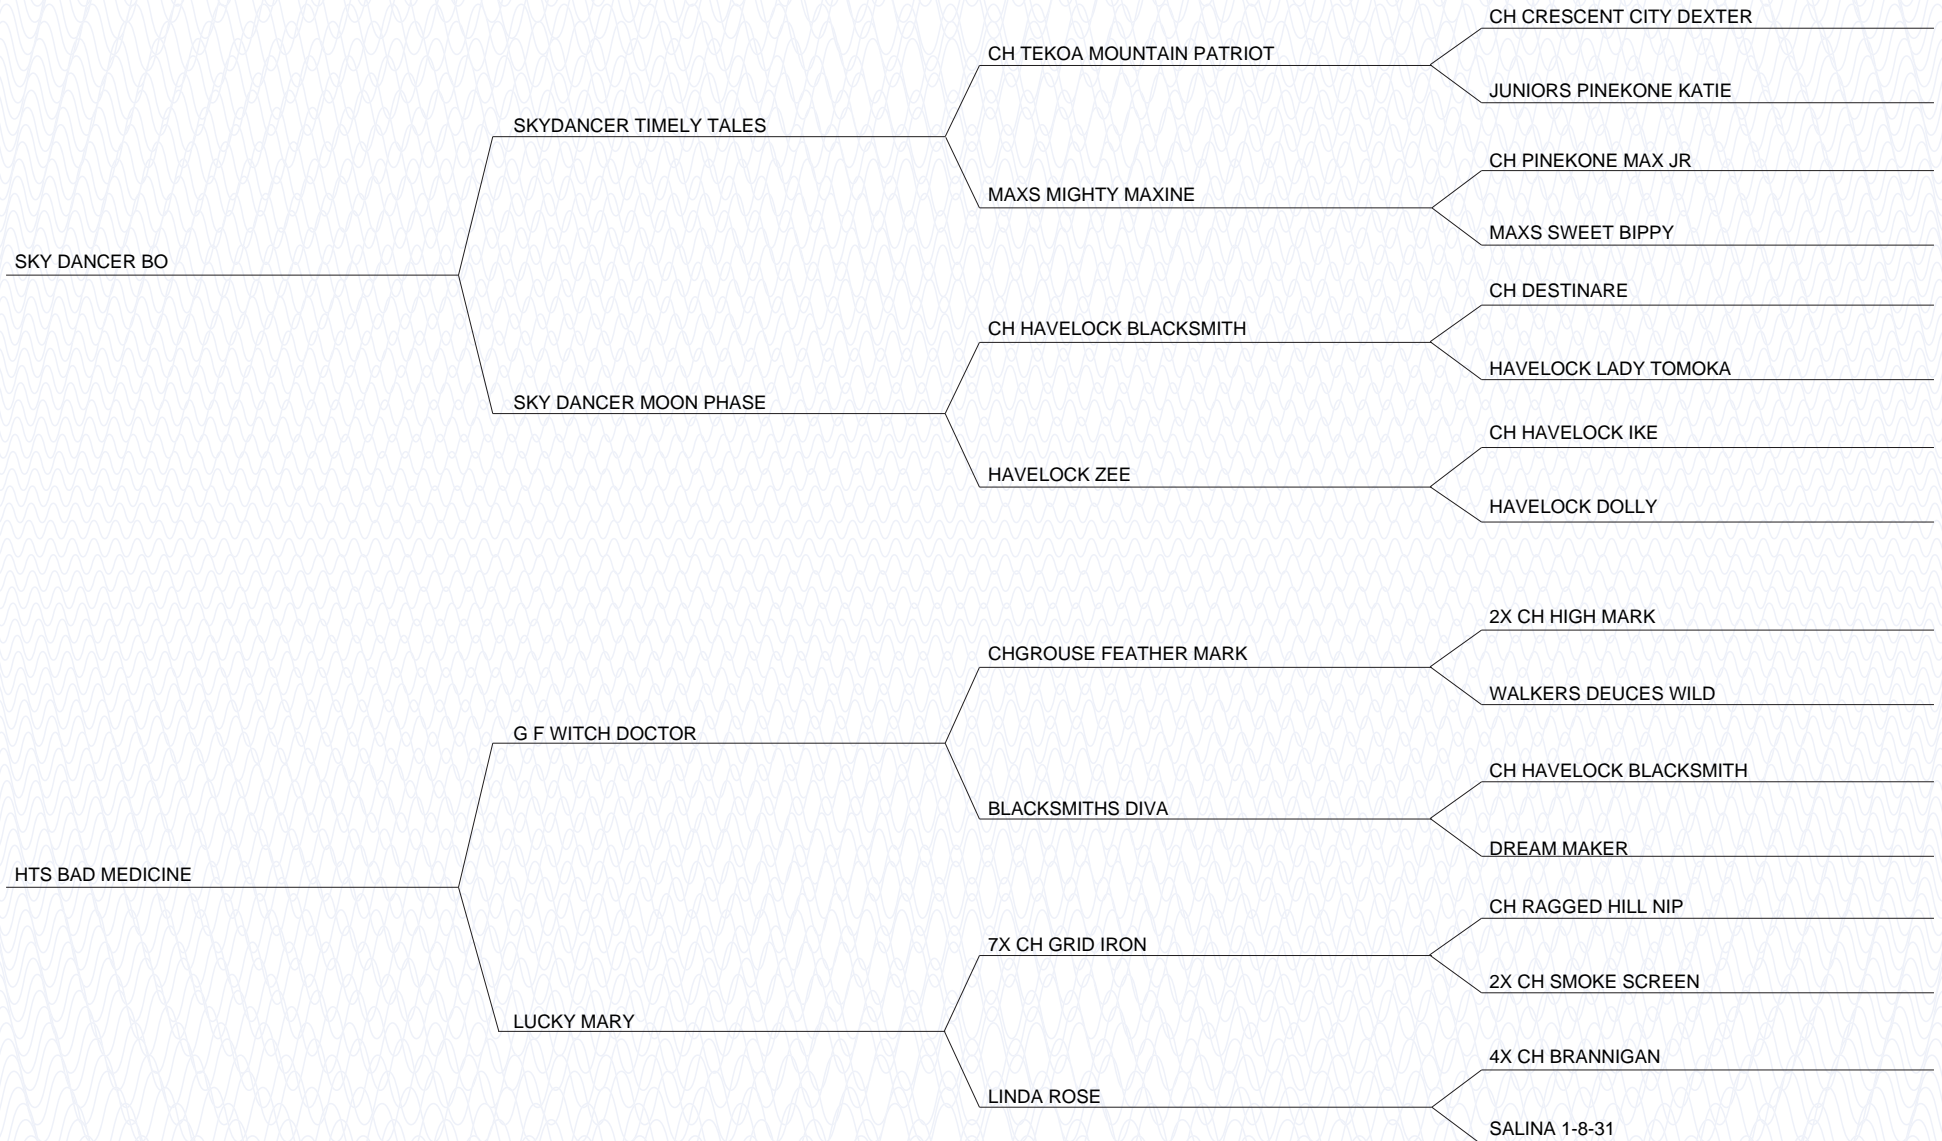 CH CRESCENT CITY DEXTER
CH TEKOA MOUNTAIN PATRIOT
JUNIORS PINEKONE KATIE
SKYDANCER TIMELY TALES
CH PINEKONE MAX JR
MAXS MIGHTY MAXINE
MAXS SWEET BIPPY
SKY DANCER BO
CH DESTINARE
CH HAVELOCK BLACKSMITH
HAVELOCK LADY TOMOKA
SKY DANCER MOON PHASE
CH HAVELOCK IKE
HAVELOCK ZEE
HAVELOCK DOLLY
2X CH HIGH MARK
CHGROUSE FEATHER MARK
WALKERS DEUCES WILD
G F WITCH DOCTOR
CH HAVELOCK BLACKSMITH
BLACKSMITHS DIVA
DREAM MAKER
HTS BAD MEDICINE
CH RAGGED HILL NIP
7X CH GRID IRON
2X CH SMOKE SCREEN
LUCKY MARY
4X CH BRANNIGAN
LINDA ROSE
SALINA 1-8-31